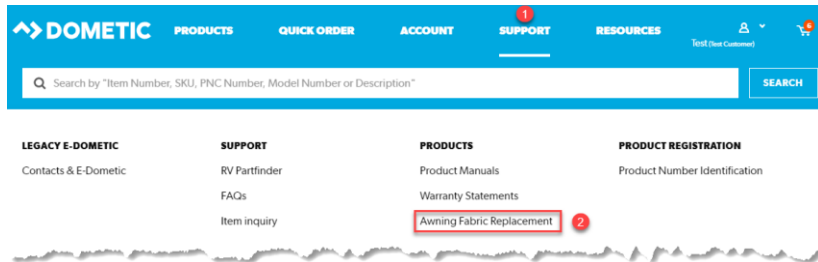 1
DOMETIC PRODUCTS QUICK ORDER ACCOUNT SUPPORT RESOURCES 6
Test (Test Customer)
Search by "Item Number, SKU, PNC Number, Model Number or Description" SEARCH
LEGACY E-DOMETIC SUPPORT PRODUCTS PRODUCT REGISTRATION
Contacts & E-Dometic RV Partfinder Product Manuals Product Number Identification
FAQs Warranty Statements
Item inquiry Awning Fabric Replacement 2